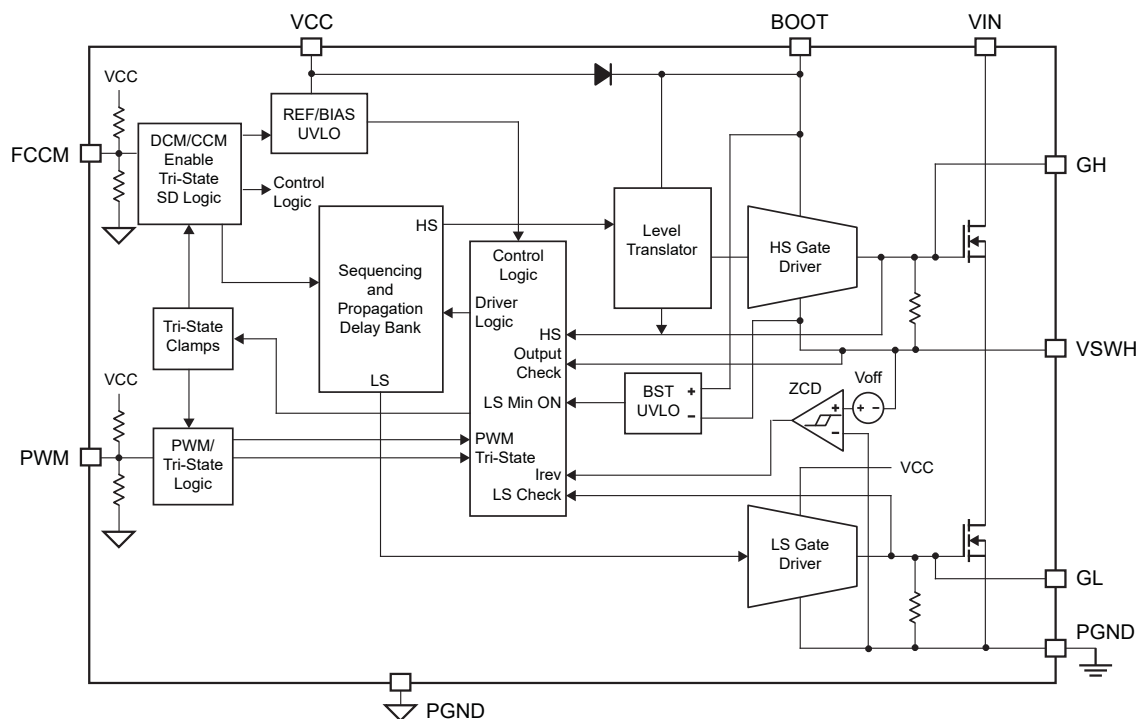 VCC
BOOT
VIN
VCC
REF/BIAS
UVLO
FCCM
DCM/CCM
Enable
Tri-State
SD Logic
Control
Logic
GH
HS
Level
Translator
HS Gate
Driver
Control
Logic
Sequencing
and
Propagation
Delay Bank
Driver
Logic
Tri-State
Clamps
HS
Output
Check
VSWH
LS
LS Min ON
BST
UVLO
+
-
ZCD
Voff
+
-
+ -
VCC
PWM
PWM/
Tri-State
Logic
PWM
Tri-State
Irev
LS Check
VCC
LS Gate
Driver
GL
PGND
PGND